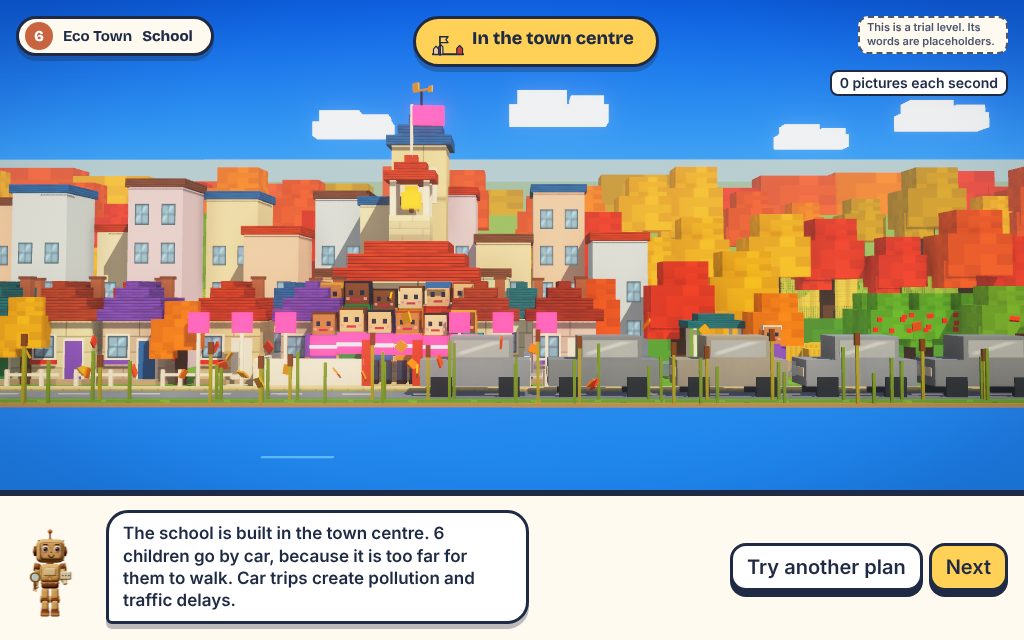 6 Eco Town School
In the town centre
This is a trial level. Its
words are placeholders.
0 pictures each second
The school is built in the town centre. 6
children go by car, because it is too far for
them to walk. Car trips create pollution and
traffic delays.
Try another plan
Next